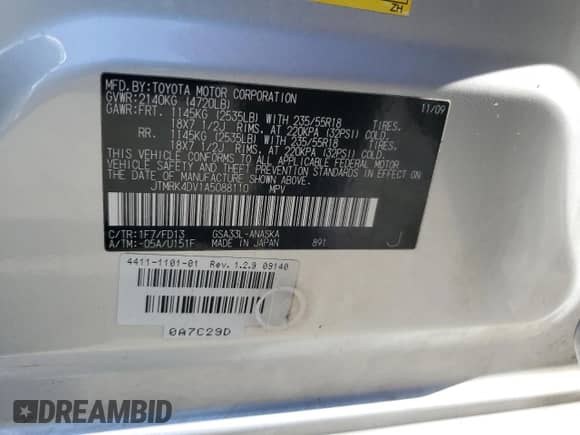 ZH
MFD. BY: TOYOTA MOTOR CORPORATION 11/09
GVWR: 2140KG (4720LB)
GAWR: FRT. 1145KG (2535LB) WITH 235/55R18 TIRES.
18X7 1/2J RIMS, AT 220KPA (32PSI) COLD.
RR. 1145KG (2535LB) WITH 235/55R18 TIRES.
18X7 1/2J RIMS, AT 220KPA (32PSI) COLD.
THIS VEHICLE CONFORMS TO ALL APPLICABLE FEDERAL MOTOR
VEHICLE SAFETY, AND THEFT PREVENTION STANDARDS IN
EFFECT ON THE DATE OF MANUFACTURE SHOWN ABOVE.
JTMRK4DV1A5088110 MPV
C/TR: 1F7/FD13 GSA33L-ANASKA
A/TM: -05A/U151F MADE IN JAPAN 891 J
4411-1101-01 Rev. 1.2.9 09140
0A7C29D
DREAMBID